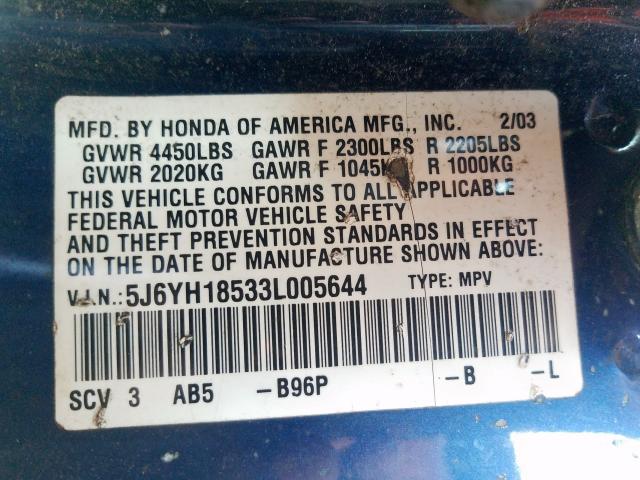 MFD. BY HONDA OF AMERICA MFG., INC. 2/03
GVWR 4450LBS GAWR F 2300LBS R 2205LBS
GVWR 2020KG GAWR F 1045KG R 1000KG
THIS VEHICLE CONFORMS TO ALL APPLICABLE
FEDERAL MOTOR VEHICLE SAFETY
AND THEFT PREVENTION STANDARDS IN EFFECT
ON THE DATE OF MANUFACTURE SHOWN ABOVE:
V.I.N.:5J6YH18533L005644 TYPE: MPV
SCV 3 AB5 -B96P -B -L